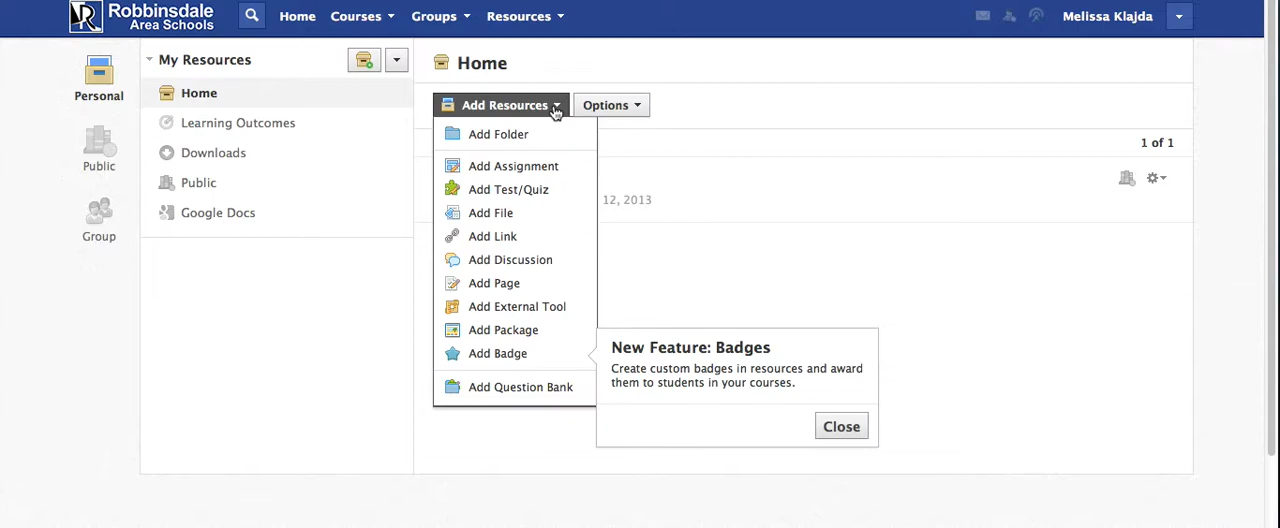 Robbinsdale
Area Schools
Home
Courses
Groups
Resources
Melissa Klajda
Personal
Public
Group
My Resources
Home
Learning Outcomes
Downloads
Public
Google Docs
Home
Add Resources
Options
Add Folder
Add Assignment
Add Test/Quiz
Add File
Add Link
Add Discussion
Add Page
Add External Tool
Add Package
Add Badge
Add Question Bank
1 of 1
12, 2013
New Feature: Badges
Create custom badges in resources and award
them to students in your courses.
Close